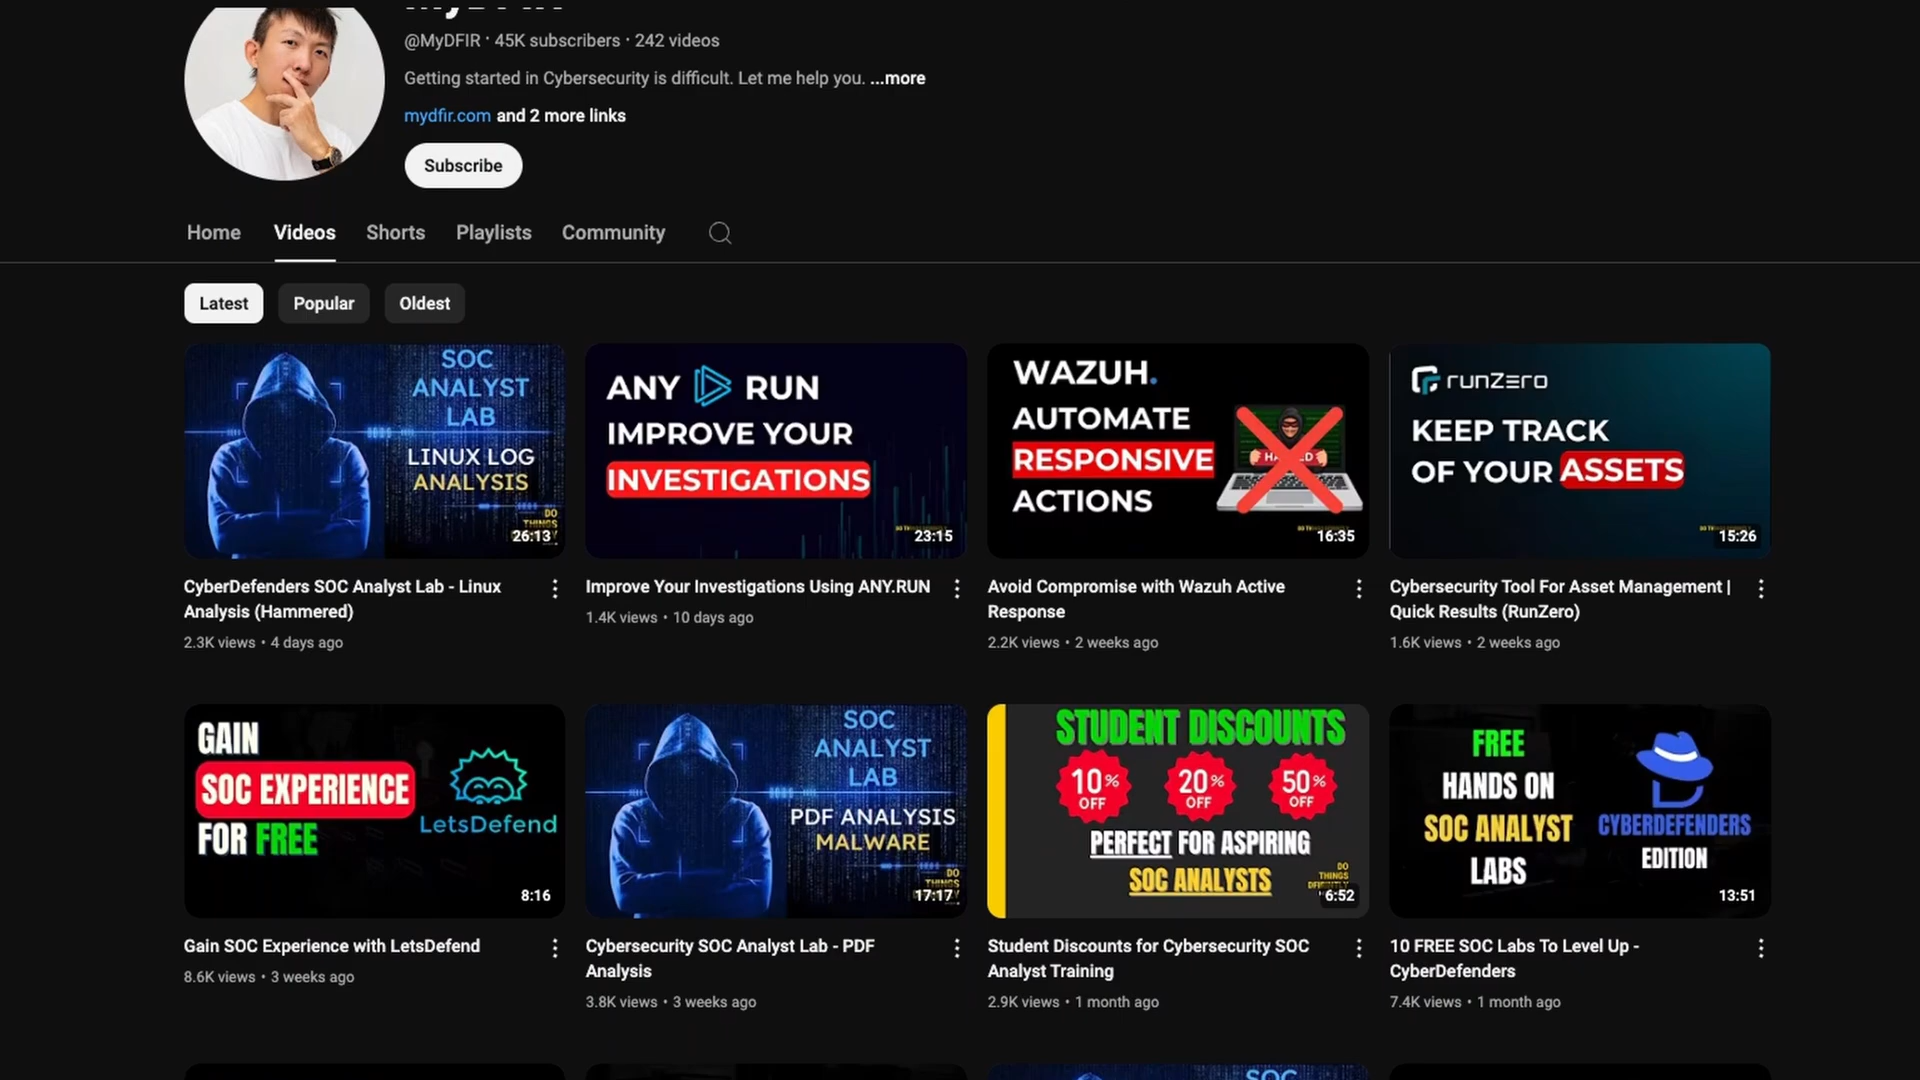 MyDFIR
@MyDFIR · 45K subscribers · 242 videos
Getting started in Cybersecurity is difficult. Let me help you. ...more
mydfir.com and 2 more links
Subscribe
Home Videos Shorts Playlists Community
Latest Popular Oldest
SOC
ANALYST
LAB
LINUX LOG
ANALYSIS
DO
THINGS
26:13
ANY RUN
IMPROVE YOUR
INVESTIGATIONS
23:15
WAZUH.
AUTOMATE
RESPONSIVE
ACTIONS
16:35
runZero
KEEP TRACK
OF YOUR ASSETS
15:26
CyberDefenders SOC Analyst Lab - Linux
Analysis (Hammered)
2.3K views • 4 days ago
Improve Your Investigations Using ANY.RUN
1.4K views • 10 days ago
Avoid Compromise with Wazuh Active
Response
2.2K views • 2 weeks ago
Cybersecurity Tool For Asset Management |
Quick Results (RunZero)
1.6K views • 2 weeks ago
GAIN
SOC EXPERIENCE
FOR FREE
LetsDefend
8:16
SOC
ANALYST
LAB
PDF ANALYSIS
MALWARE
DO
THINGS
17:17
STUDENT DISCOUNTS
10% OFF
20% OFF
50% OFF
PERFECT FOR ASPIRING
SOC ANALYSTS
DO
THINGS
6:52
FREE
HANDS ON
SOC ANALYST
LABS
CYBERDEFENDERS
EDITION
13:51
Gain SOC Experience with LetsDefend
8.6K views • 3 weeks ago
Cybersecurity SOC Analyst Lab - PDF
Analysis
3.8K views • 3 weeks ago
Student Discounts for Cybersecurity SOC
Analyst Training
2.9K views • 1 month ago
10 FREE SOC Labs To Level Up -
CyberDefenders
7.4K views • 1 month ago
SOC